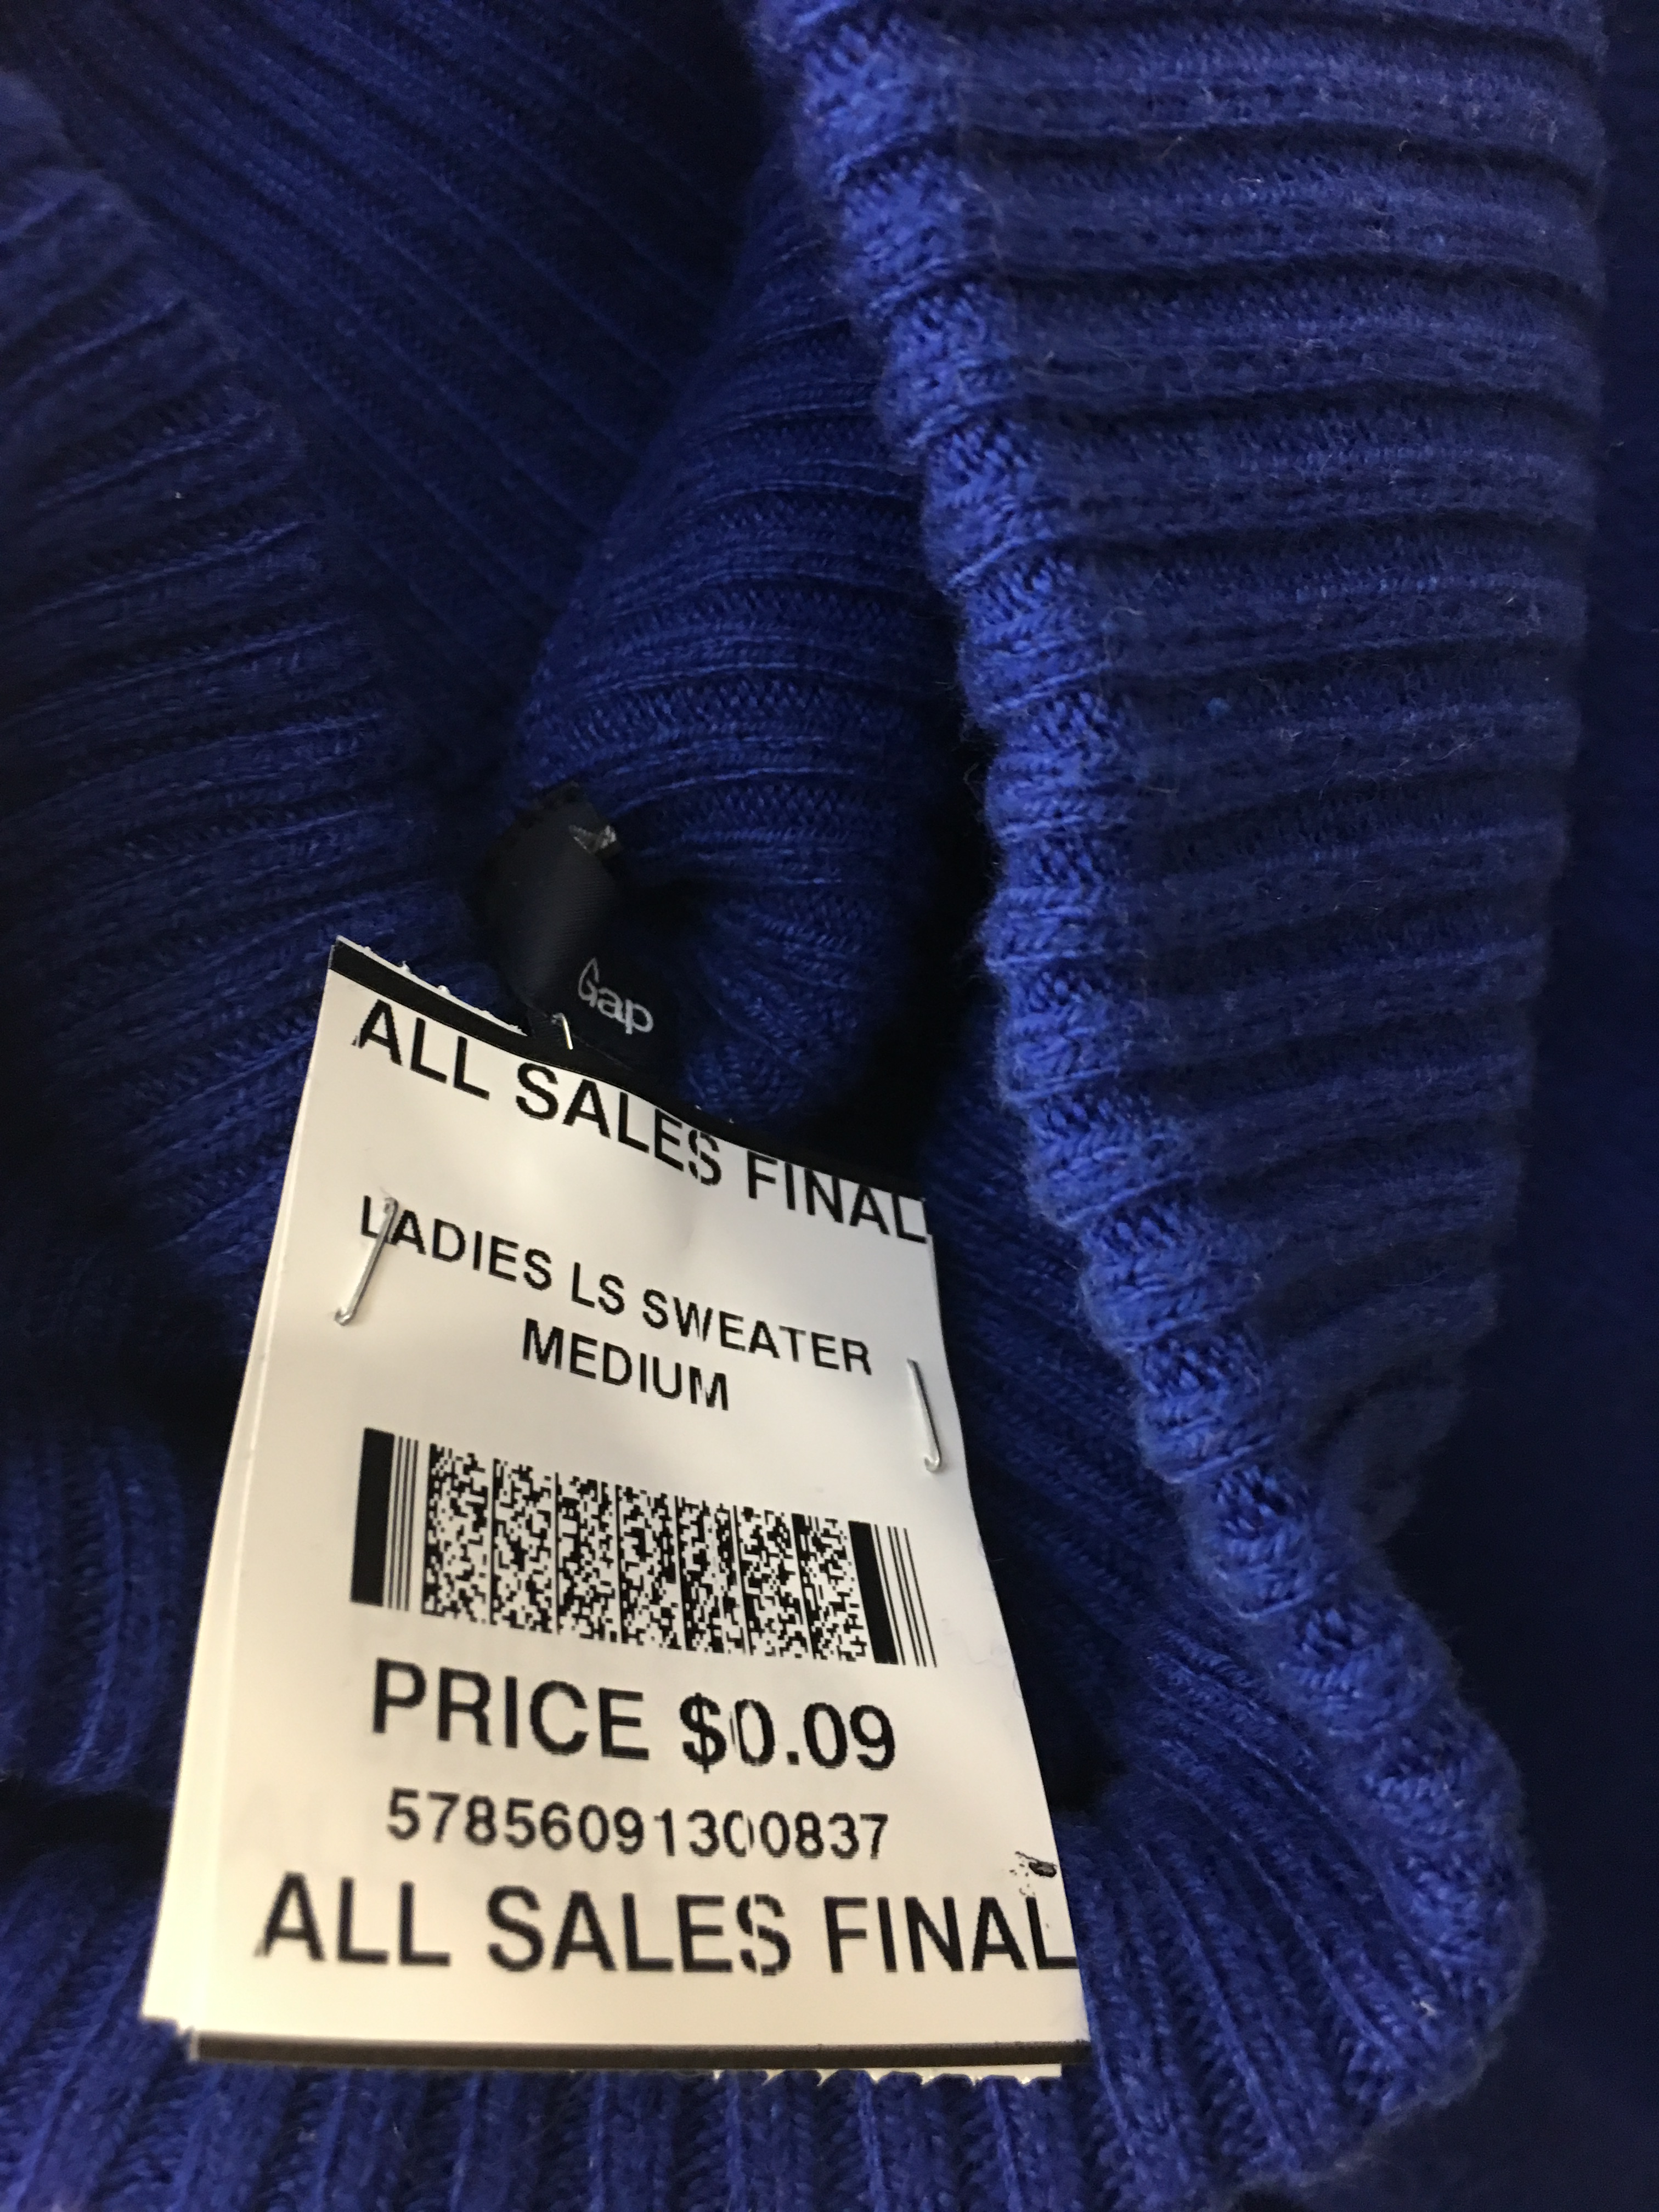 Gap
ALL SALES FINAL
LADIES LS SWEATER
MEDIUM
PRICE $0.09
57856091300837
ALL SALES FINAL